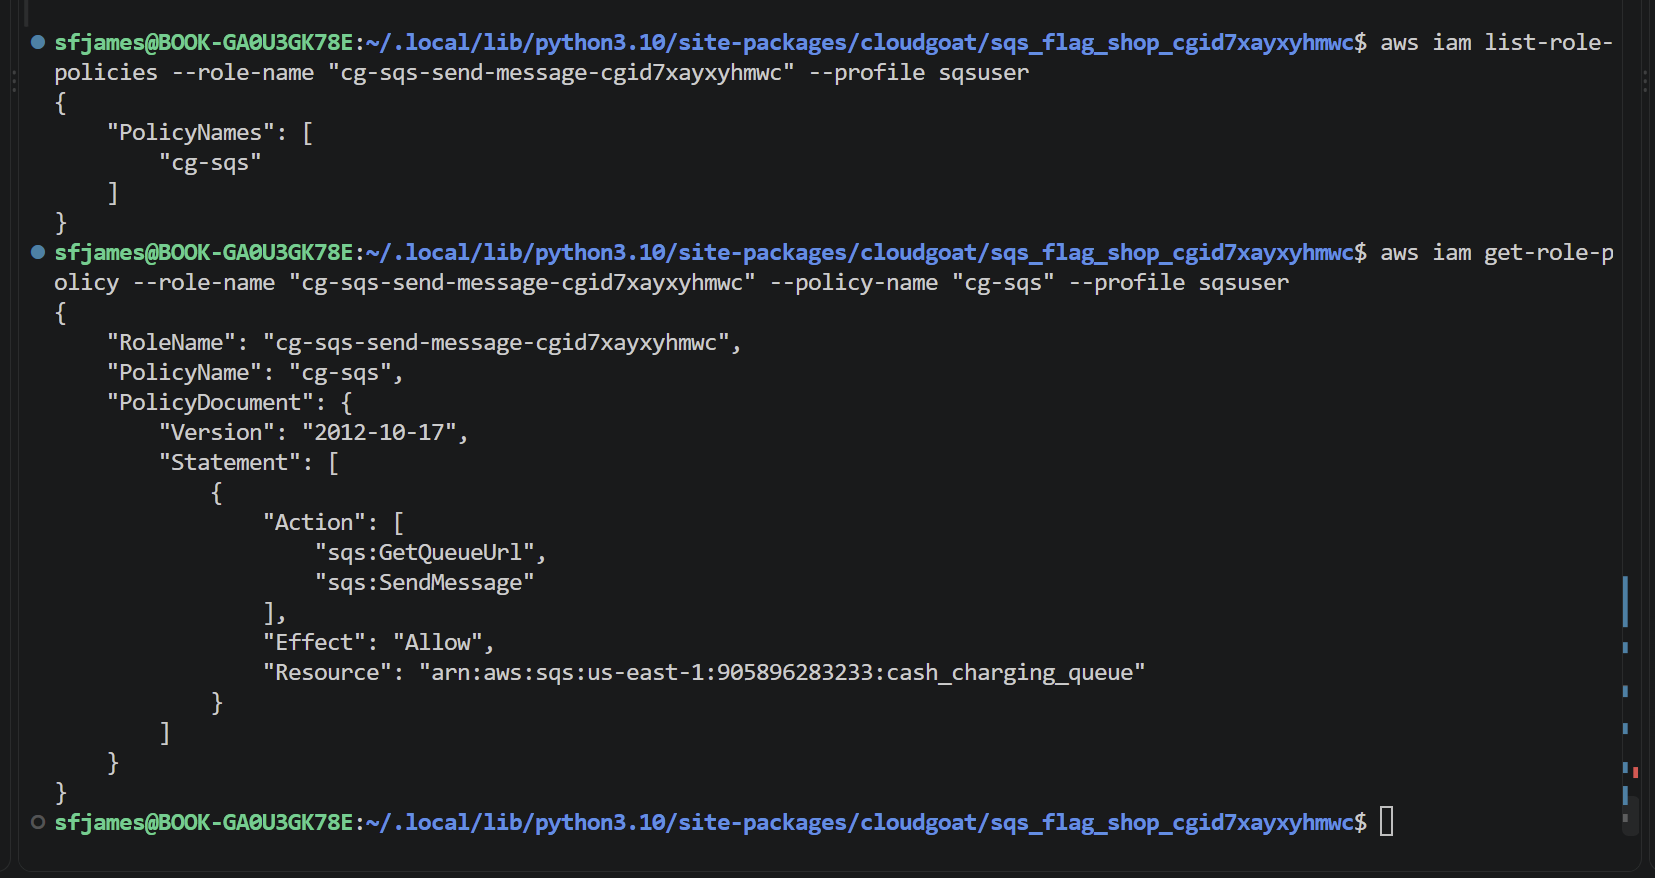 sfjames@BOOK-GA0U3GK78E:~/.local/lib/python3.10/site-packages/cloudgoat/sqs_flag_shop_cgid7xayxyhmwc$ aws iam list-role-
policies --role-name "cg-sqs-send-message-cgid7xayxyhmwc" --profile sqsuser
{
    "PolicyNames": [
        "cg-sqs"
    ]
}
sfjames@BOOK-GA0U3GK78E:~/.local/lib/python3.10/site-packages/cloudgoat/sqs_flag_shop_cgid7xayxyhmwc$ aws iam get-role-p
olicy --role-name "cg-sqs-send-message-cgid7xayxyhmwc" --policy-name "cg-sqs" --profile sqsuser
{
    "RoleName": "cg-sqs-send-message-cgid7xayxyhmwc",
    "PolicyName": "cg-sqs",
    "PolicyDocument": {
        "Version": "2012-10-17",
        "Statement": [
            {
                "Action": [
                    "sqs:GetQueueUrl",
                    "sqs:SendMessage"
                ],
                "Effect": "Allow",
                "Resource": "arn:aws:sqs:us-east-1:905896283233:cash_charging_queue"
            }
        ]
    }
}
sfjames@BOOK-GA0U3GK78E:~/.local/lib/python3.10/site-packages/cloudgoat/sqs_flag_shop_cgid7xayxyhmwc$